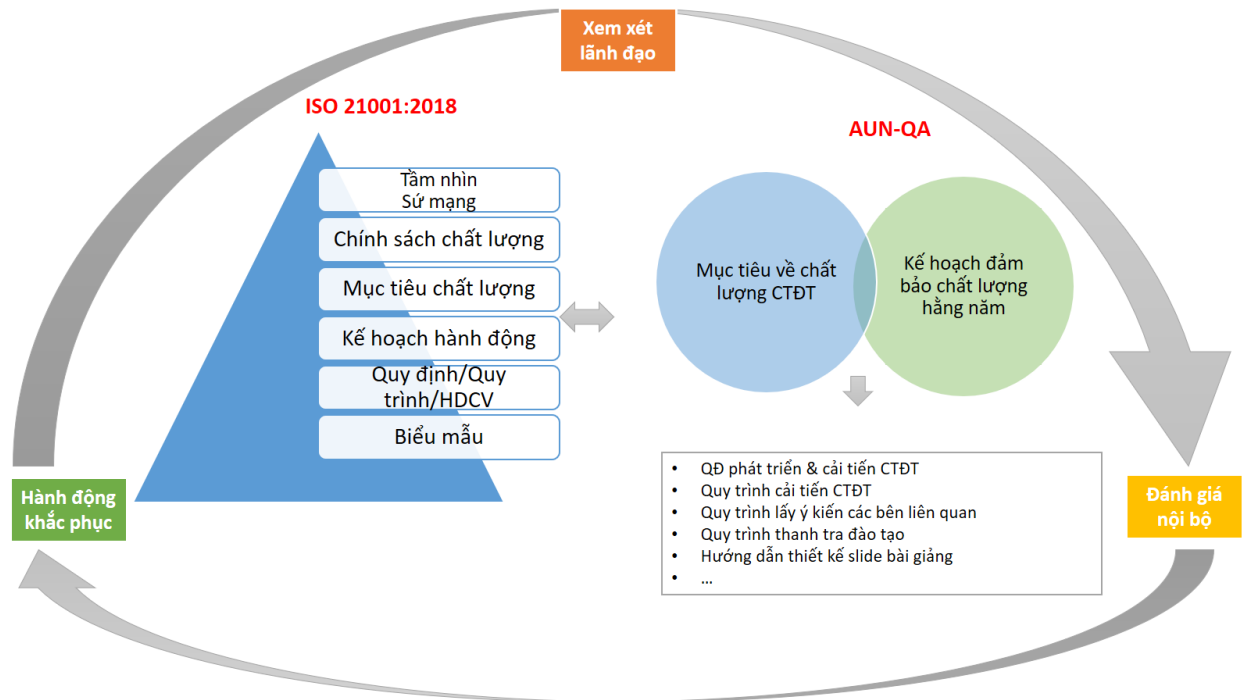 Xem xét
lãnh đạo
ISO 21001:2018
AUN-QA
Tầm nhìn
Sứ mạng
Chính sách chất lượng
Mục tiêu chất lượng
Kế hoạch hành động
Quy định/Quy
trình/HDCV
Biểu mẫu
Mục tiêu về chất
lượng CTĐT
Kế hoạch đảm
bảo chất lượng
hằng năm
• QĐ phát triển & cải tiến CTĐT
• Quy trình cải tiến CTĐT
• Quy trình lấy ý kiến các bên liên quan
• Quy trình thanh tra đào tạo
• Hướng dẫn thiết kế slide bài giảng
• ...
Hành động
khắc phục
Đánh giá
nội bộ